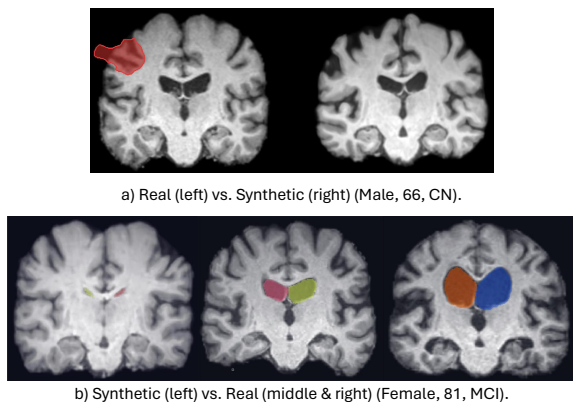 a) Real (left) vs. Synthetic (right) (Male, 66, CN).
b) Synthetic (left) vs. Real (middle & right) (Female, 81, MCI).